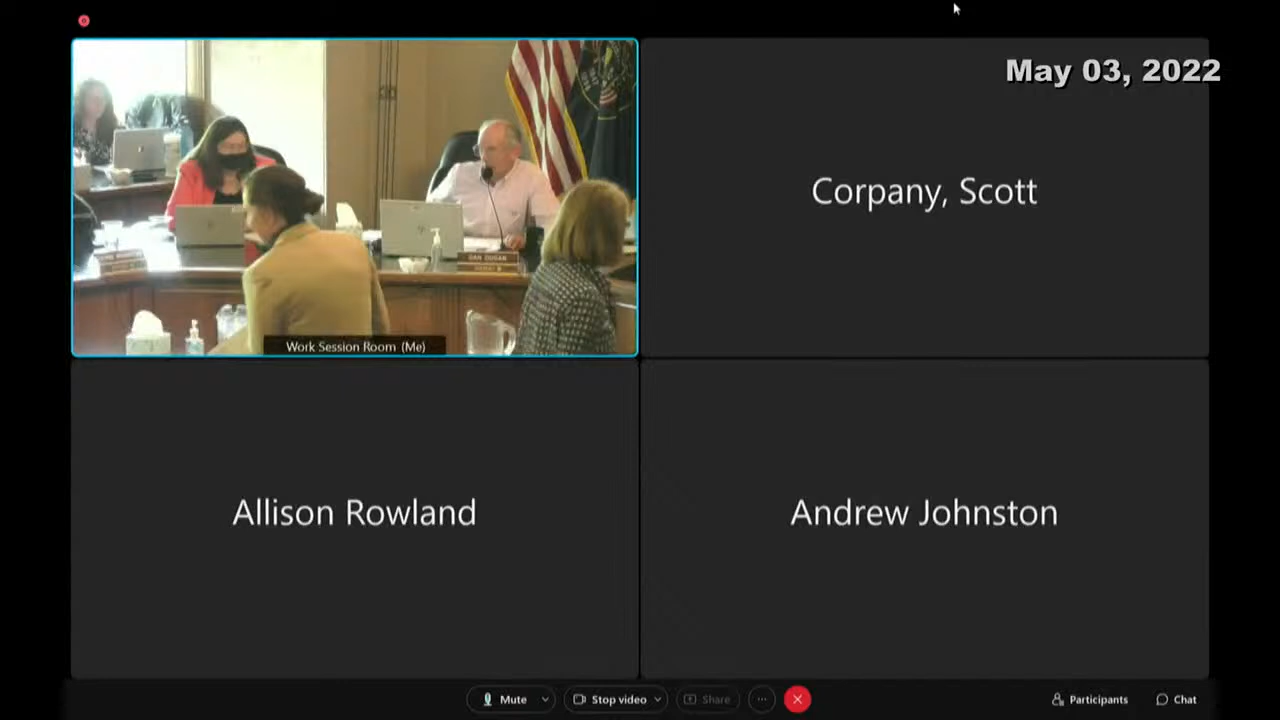 May 03, 2022
Corpany, Scott
DAN DUGAN
Work Session Room (Me)
Allison Rowland
Andrew Johnston
Mute
Stop video
Share
Participants
Chat